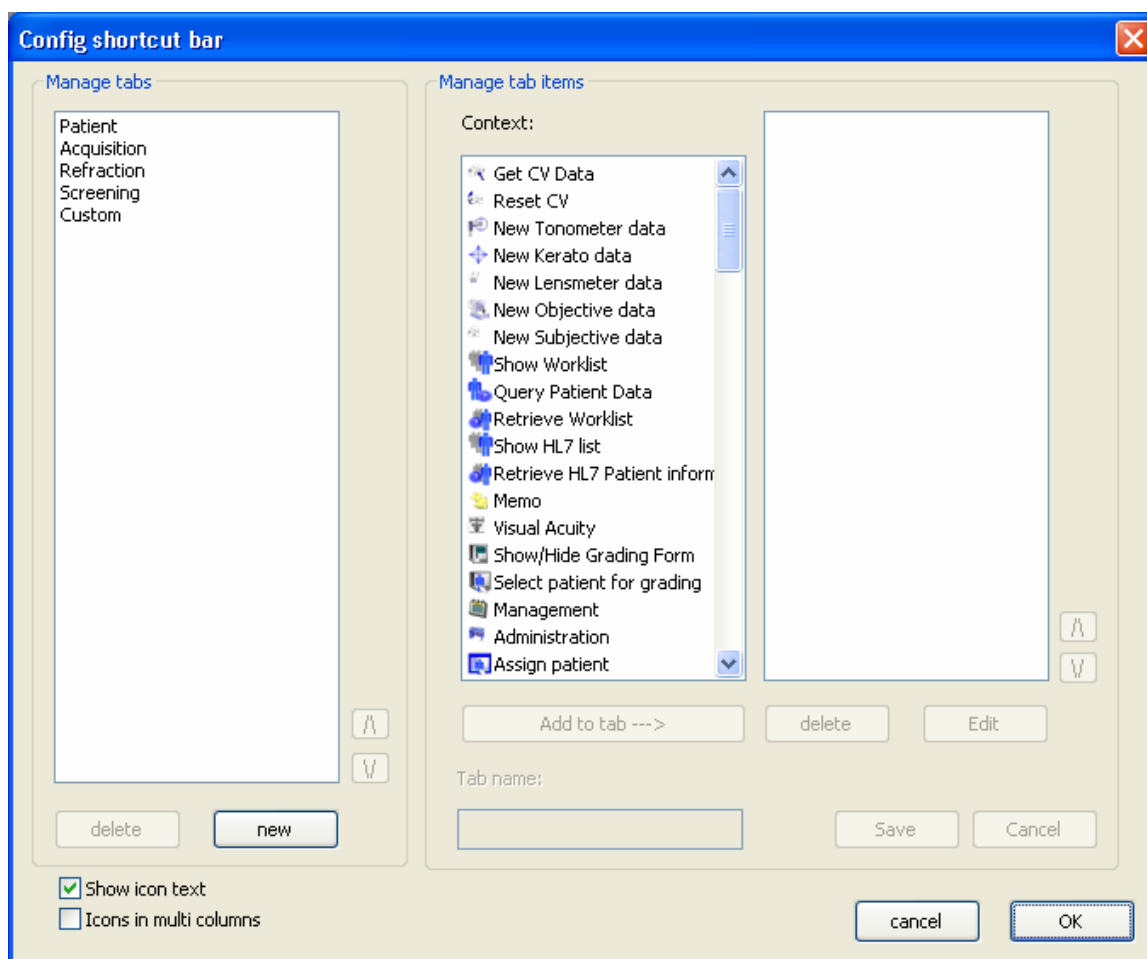 Config shortcut bar
Manage tabs
Patient
Acquisition
Refraction
Screening
Custom
/\
\/
delete
new
Manage tab items
Context:
Get CV Data
Reset CV
New Tonometer data
New Kerato data
New Lensmeter data
New Objective data
New Subjective data
Show Worklist
Query Patient Data
Retrieve Worklist
Show HL7 list
Retrieve HL7 Patient inform
Memo
Visual Acuity
Show/Hide Grading Form
Select patient for grading
Management
Administration
Assign patient
/\
\/
Add to tab --->
delete
Edit
Tab name:
Save
Cancel
Show icon text
Icons in multi columns
cancel
OK